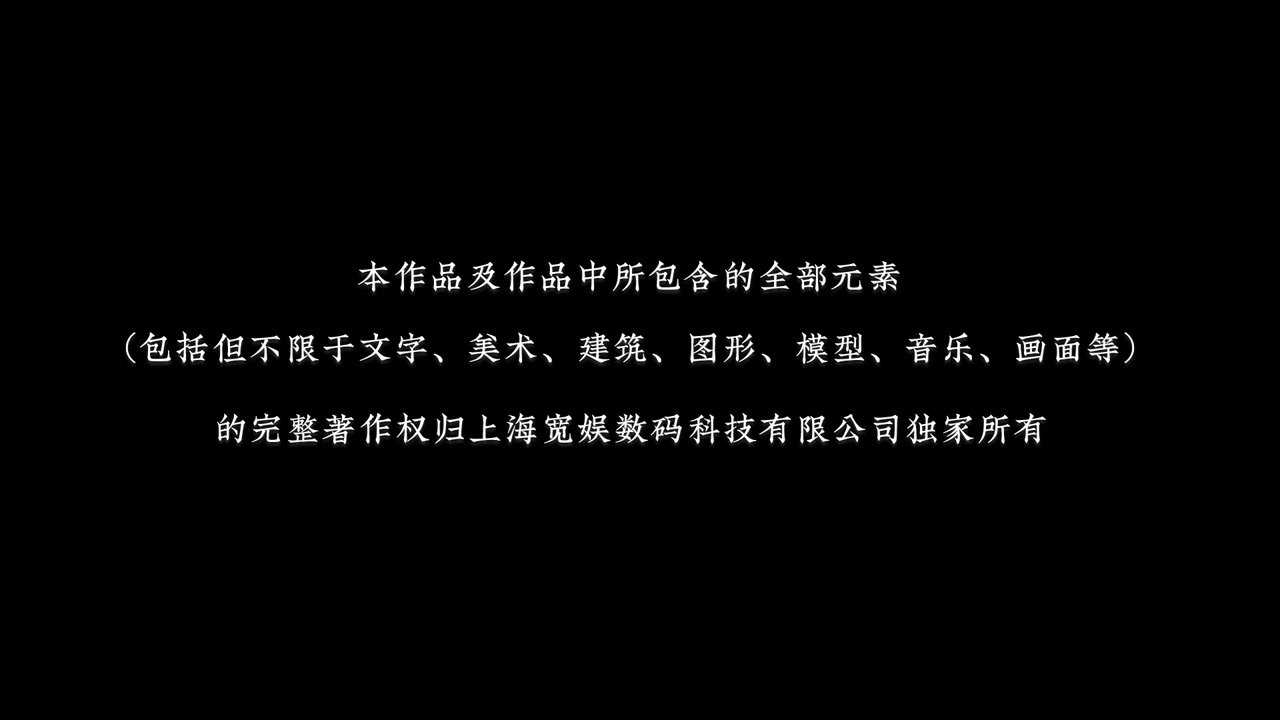 本作品及作品中所包含的全部元素
（包括但不限于文字、美术、建筑、图形、模型、音乐、画面等）
的完整著作权归上海宽娱数码科技有限公司独家所有